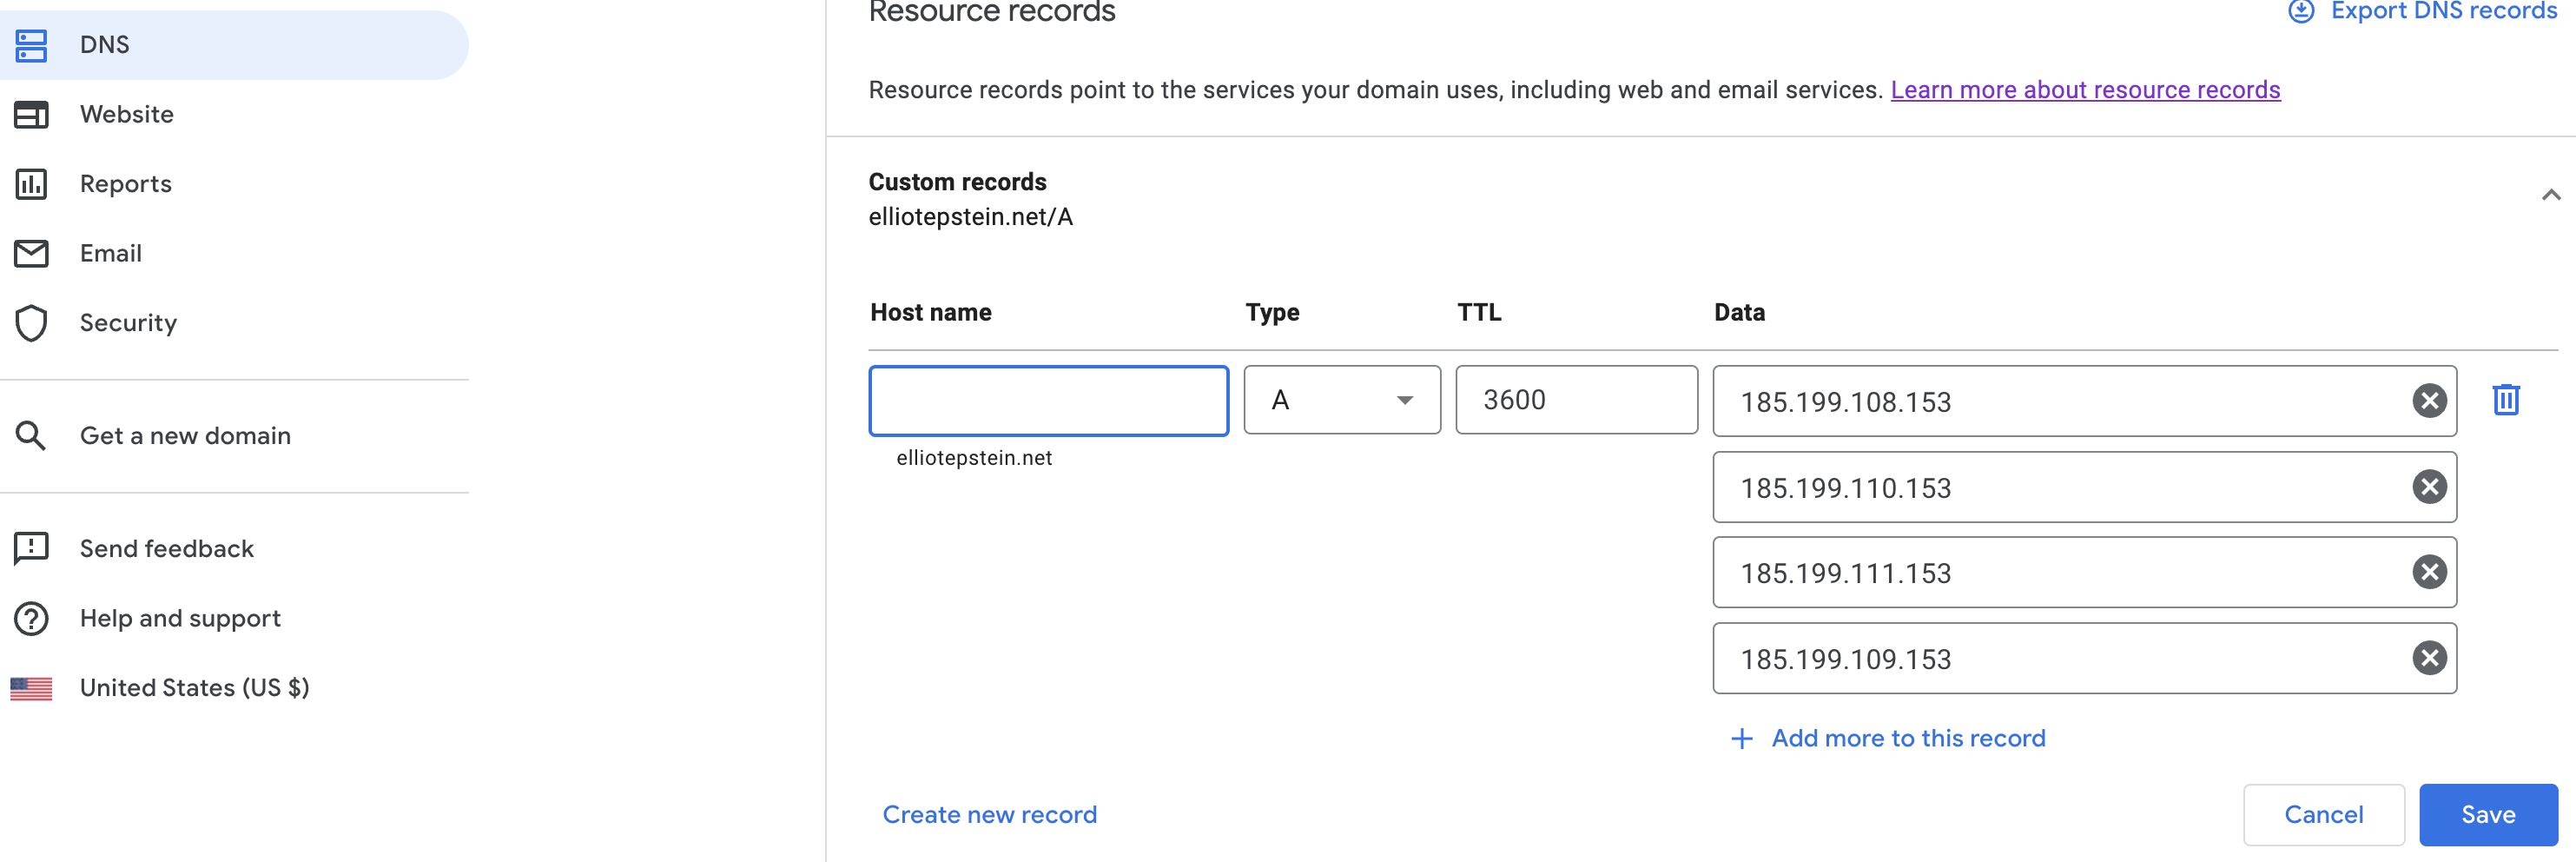 DNS
Website
Reports
Email
Security
Get a new domain
Send feedback
Help and support
United States (US $)
Resource records
Export DNS records
Resource records point to the services your domain uses, including web and email services. Learn more about resource records
Custom records
elliotepstein.net/A
Host name Type TTL Data
A 3600 185.199.108.153
elliotepstein.net
185.199.110.153
185.199.111.153
185.199.109.153
Add more to this record
Create new record
Cancel Save